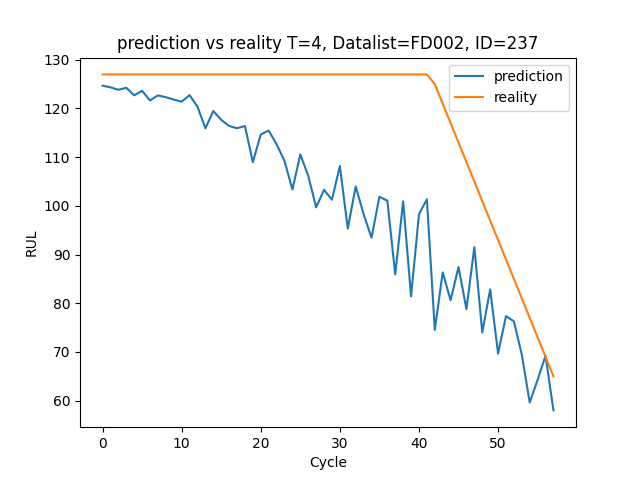 prediction vs reality T=4, Datalist=FD002, ID=237
prediction
reality
RUL
130
120
110
100
90
80
70
60
0 10 20 30 40 50
Cycle